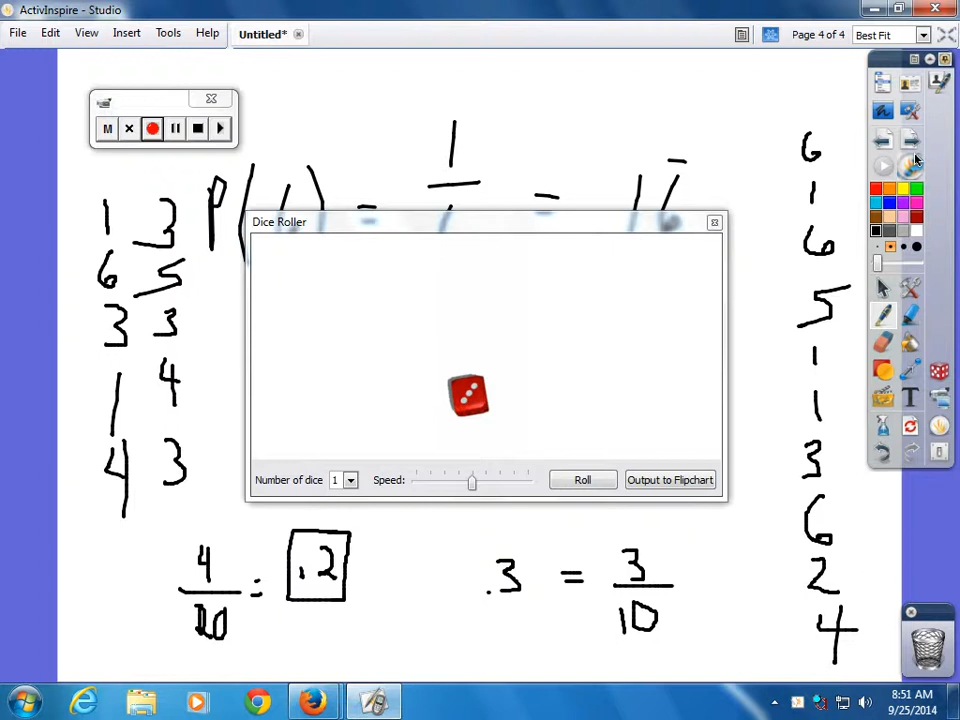 ActivInspire - Studio
File Edit View Insert Tools Help Untitled* Page 4 of 4 Best Fit
M
P( ) = 1 = 16
1 3
6 5
3 3
1 4
4 3
Dice Roller
Number of dice 1 Speed: Roll Output to Flipchart
4
= .2
.3 = 3
10
6
1
6
5
1
1
3
6
2
4
T
8:51 AM
9/25/2014